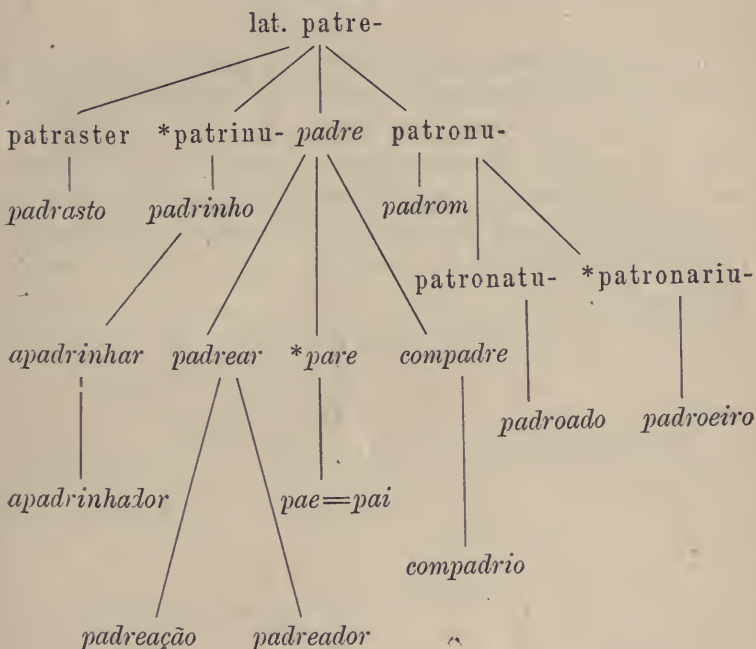 lat. patre-
patraster *patrinu- padre patronu-
padrasto padrinho padrom
patronatu- *patronariu-
apadrinhar padrear *pare compadre
padroado padroeiro
apadrinhador pae=pai
compadrio
padreação padreador